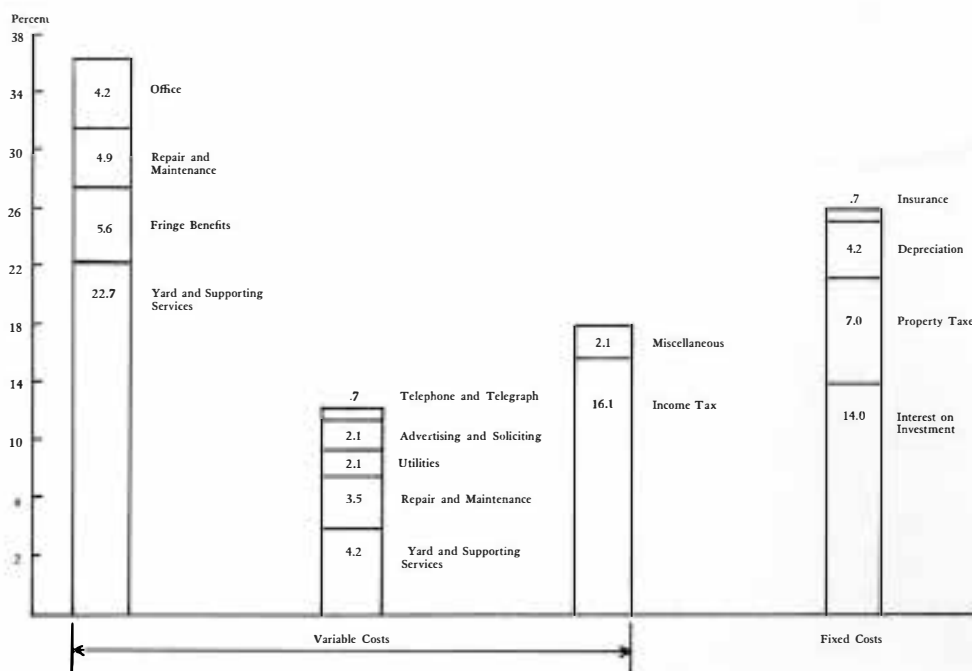 Percent
38
34
30
26
22
18
14
10
6
2
4.2
Office
4.9
Repair and
Maintenance
5.6
Fringe Benefits
22.7
Yard and Supporting
Services
.7
Telephone and Telegraph
2.1
Advertising and Soliciting
2.1
Utilities
3.5
Repair and Maintenance
4.2
Yard and Supporting
Services
2.1
Miscellaneous
16.1
Income Tax
.7
Insurance
4.2
Depreciation
7.0
Property Taxe
14.0
Interest on
Investment
Variable Costs
Fixed Costs